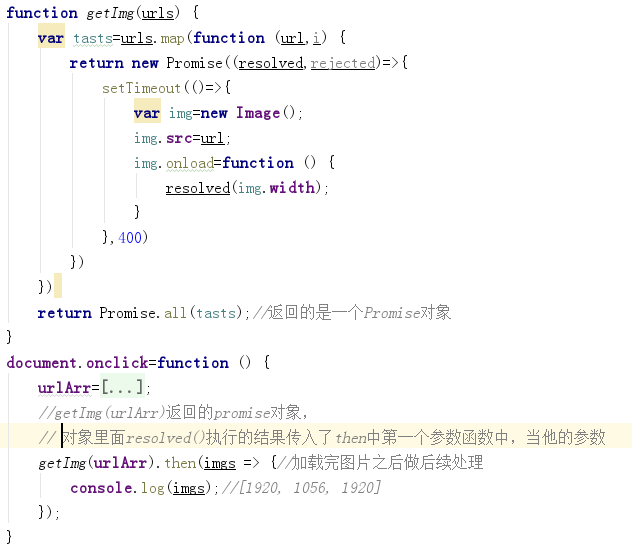 function getImg(urls) {
var tasts=urls.map(function (url,i) {
return new Promise((resolved,rejected)=>{
setTimeout(()=>{
var img=new Image();
img.src=url;
img.onload=function () {
resolved(img.width);
}
},400)
})
})
return Promise.all(tasts);//返回的是一个Promise对象
}
document.onclick=function () {
urlArr=[...];
//getImg(urlArr)返回的promise对象,
// 对象里面resolved()执行的结果传入了then中第一个参数函数中, 当他的参数
getImg(urlArr).then(imgs => {//加载完图片之后做后续处理
console.log(imgs);//[1920, 1056, 1920]
});
}